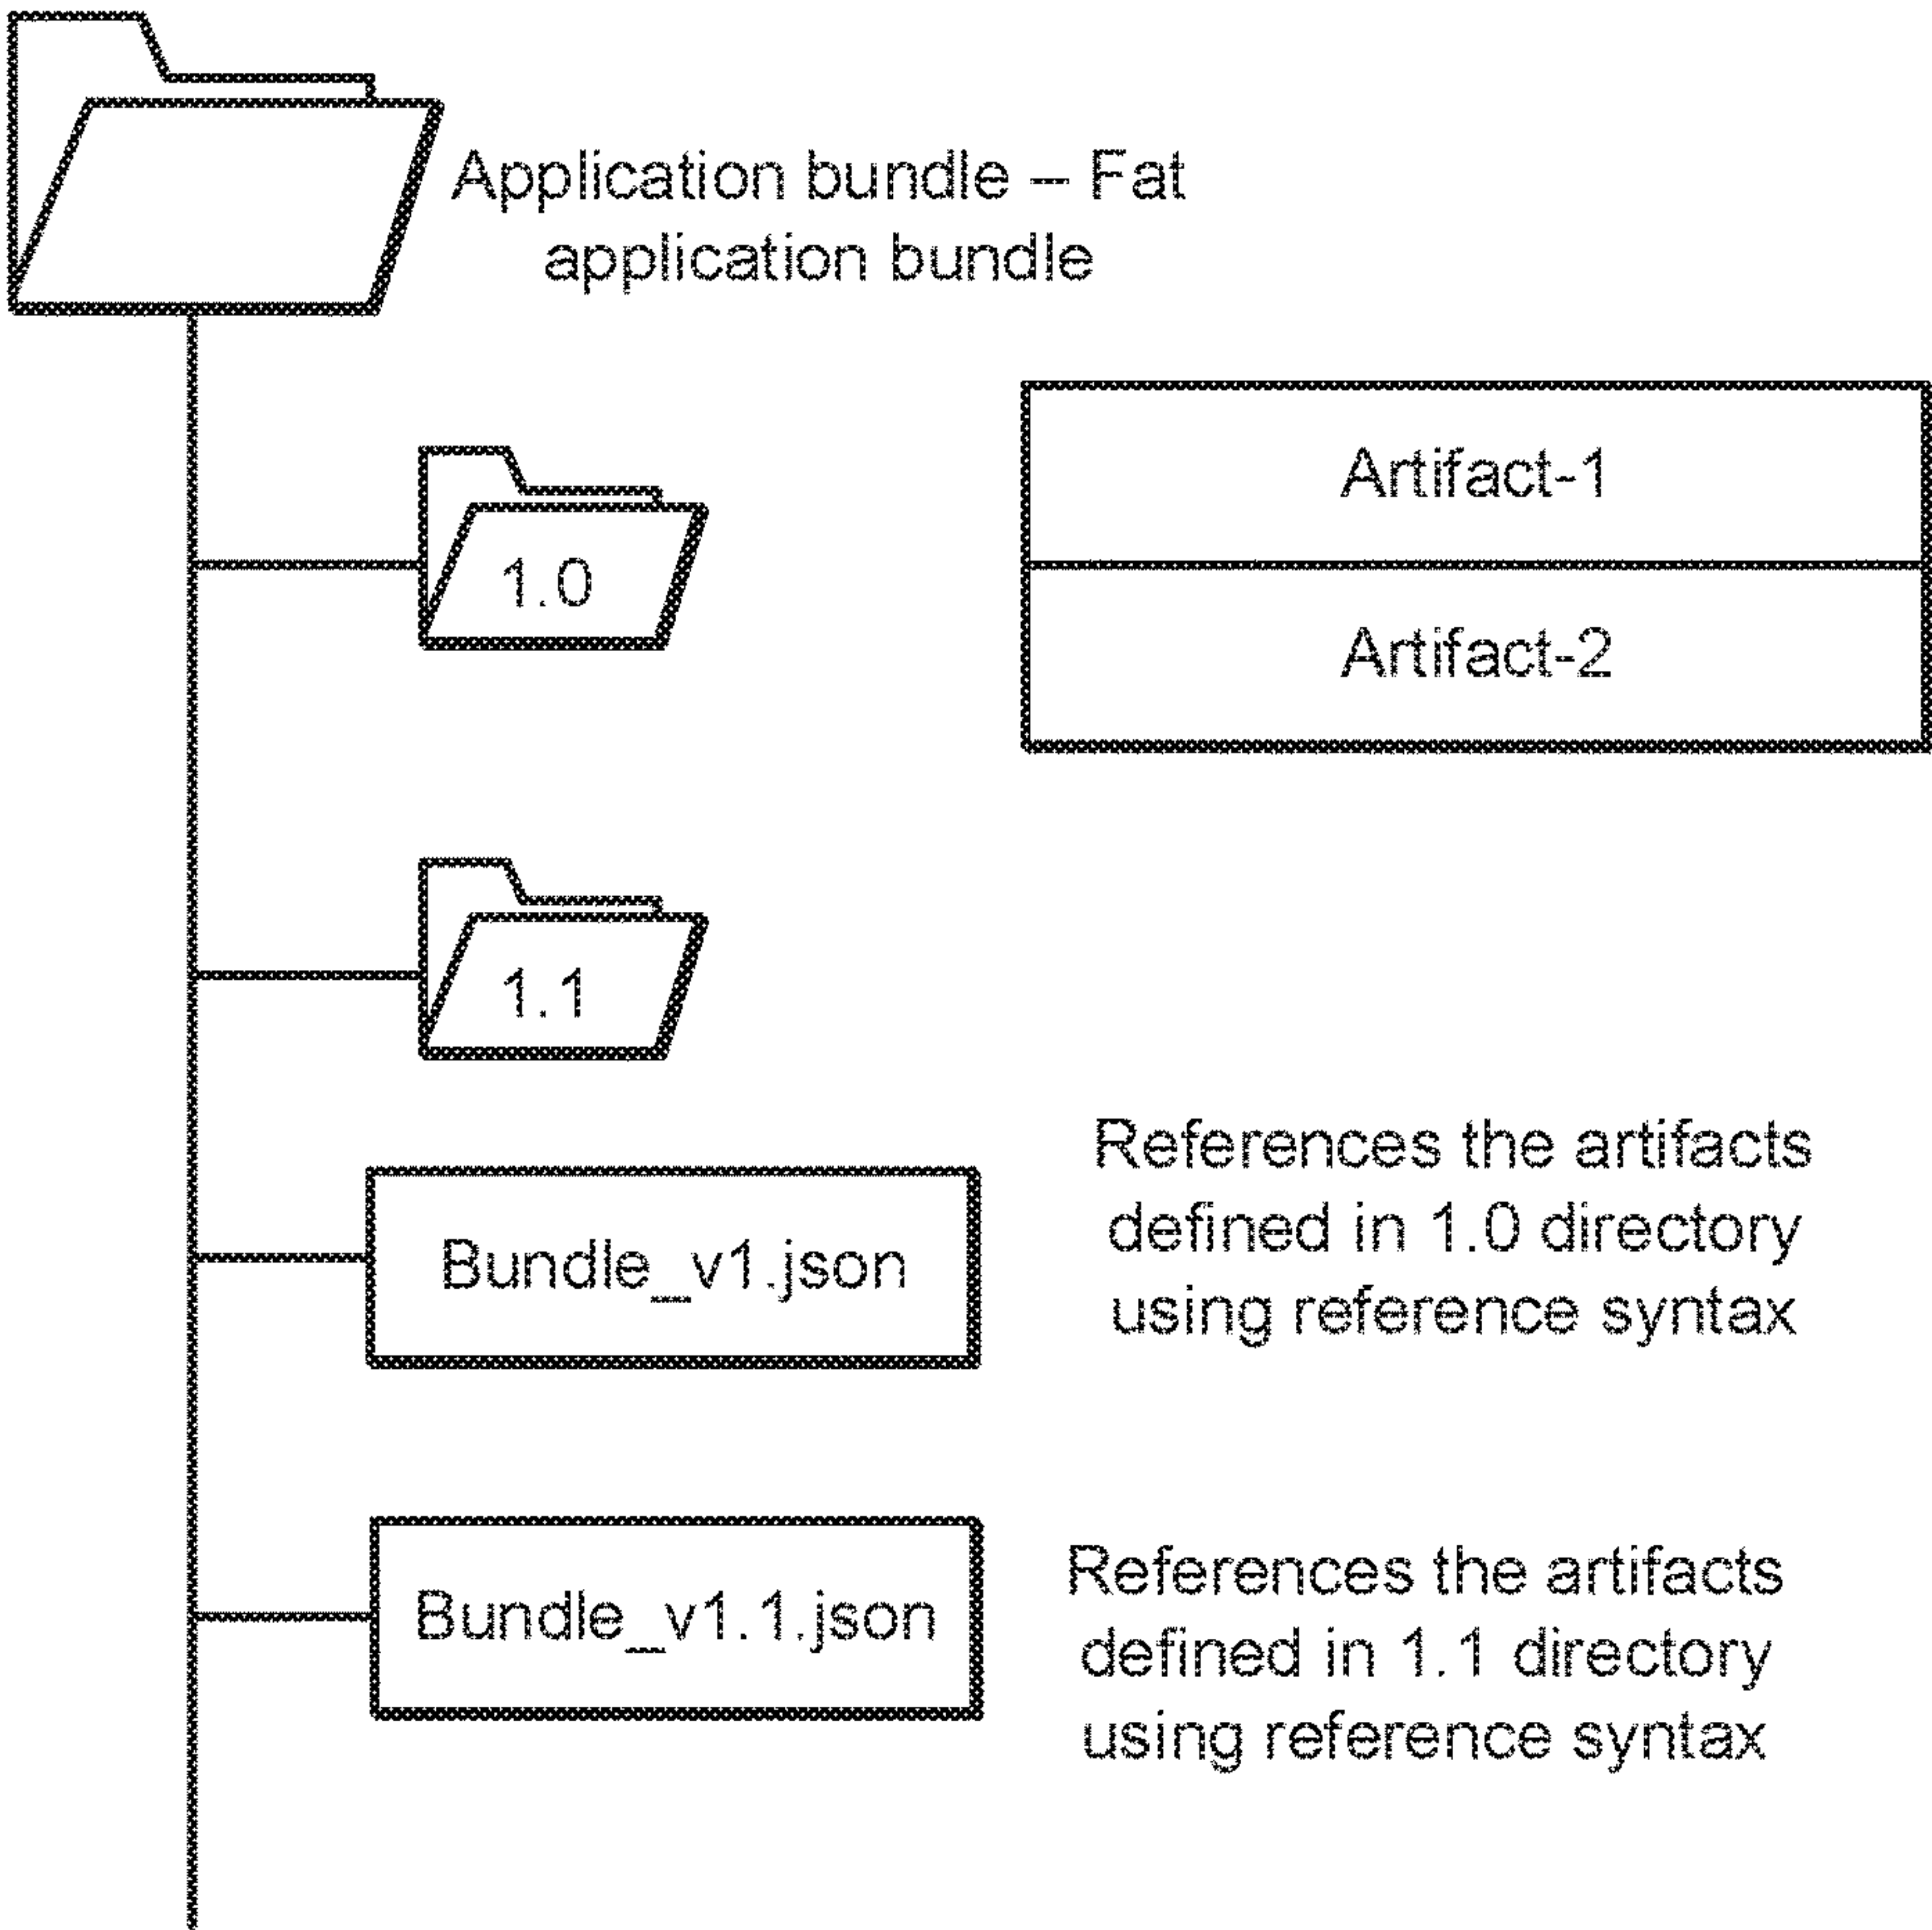 Application bundle – Fat
application bundle
1.0
Artifact-1
Artifact-2
1.1
Bundle_v1.json
References the artifacts
defined in 1.0 directory
using reference syntax
Bundle_v1.1.json
References the artifacts
defined in 1.1 directory
using reference syntax